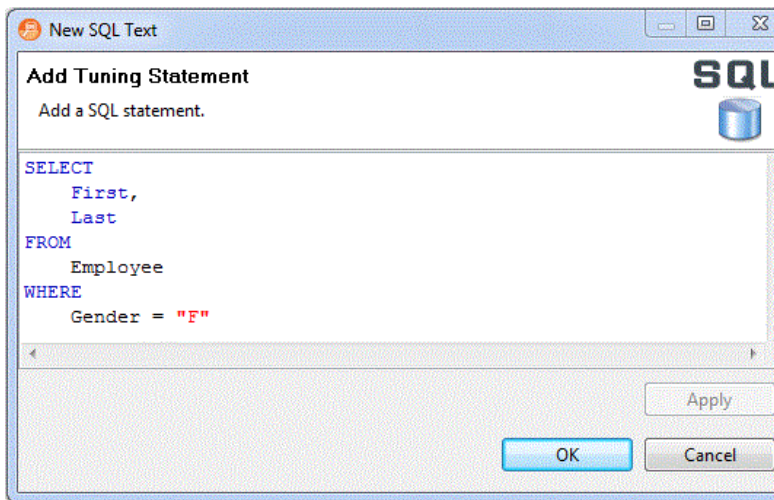 New SQL Text
Add Tuning Statement
SQL
Add a SQL statement.
SELECT
First,
Last
FROM
Employee
WHERE
Gender = "F"
Apply
OK
Cancel